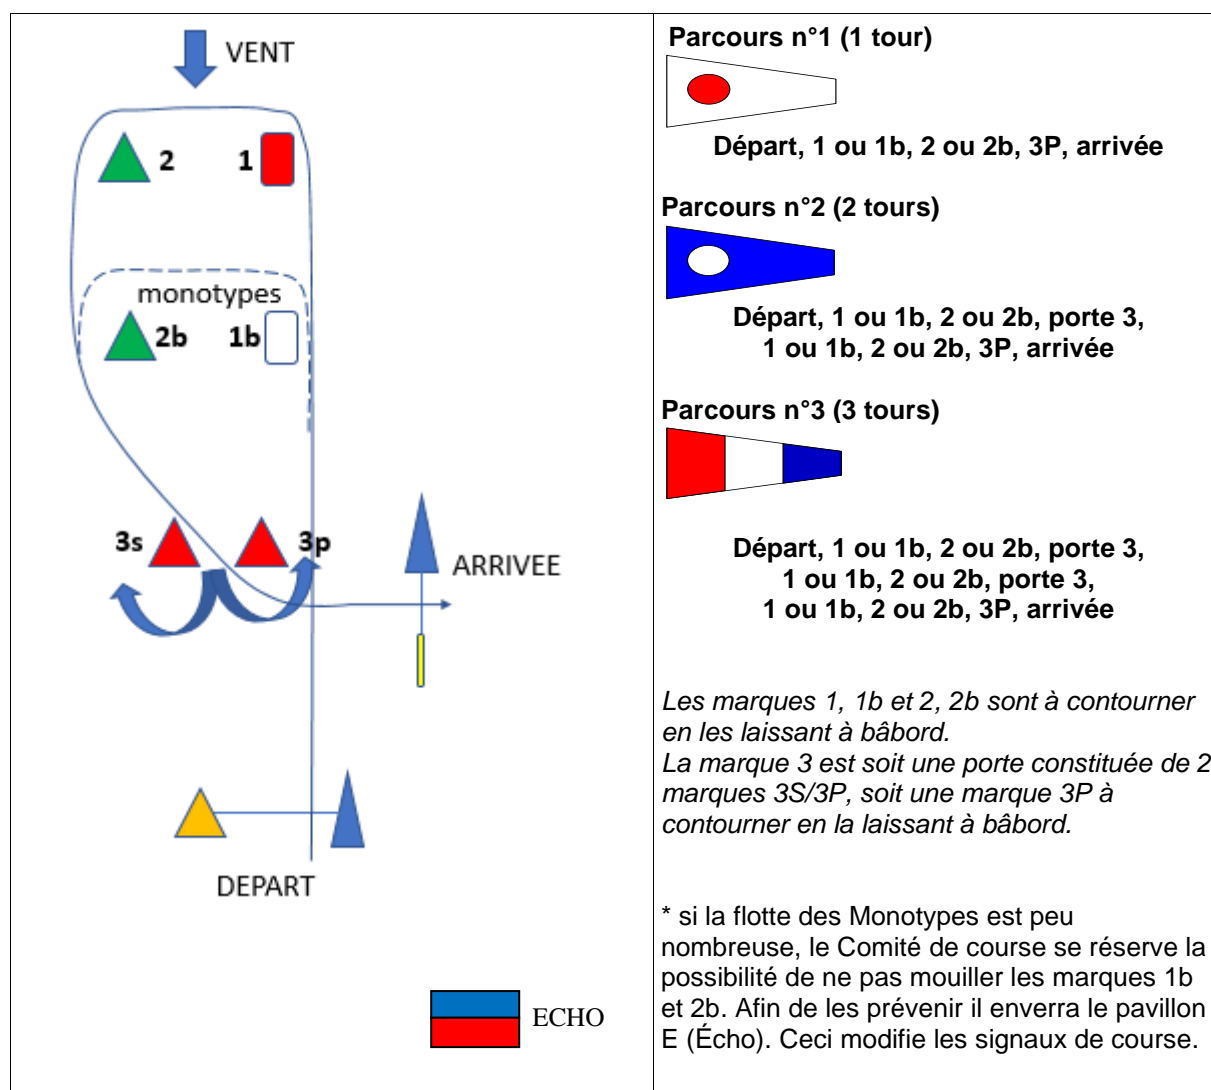 VENT
2
1
monotypes
2b
1b
3s
3p
ARRIVEE
DEPART
ECHO
Parcours n°1 (1 tour)
Départ, 1 ou 1b, 2 ou 2b, 3P, arrivée
Parcours n°2 (2 tours)
Départ, 1 ou 1b, 2 ou 2b, porte 3,
1 ou 1b, 2 ou 2b, 3P, arrivée
Parcours n°3 (3 tours)
Départ, 1 ou 1b, 2 ou 2b, porte 3,
1 ou 1b, 2 ou 2b, porte 3,
1 ou 1b, 2 ou 2b, 3P, arrivée
Les marques 1, 1b et 2, 2b sont à contourner
en les laissant à bâbord.
La marque 3 est soit une porte constituée de 2
marques 3S/3P, soit une marque 3P à
contourner en la laissant à bâbord.
* si la flotte des Monotypes est peu
nombreuse, le Comité de course se réserve la
possibilité de ne pas mouiller les marques 1b
et 2b. Afin de les prévenir il enverra le pavillon
E (Écho). Ceci modifie les signaux de course.